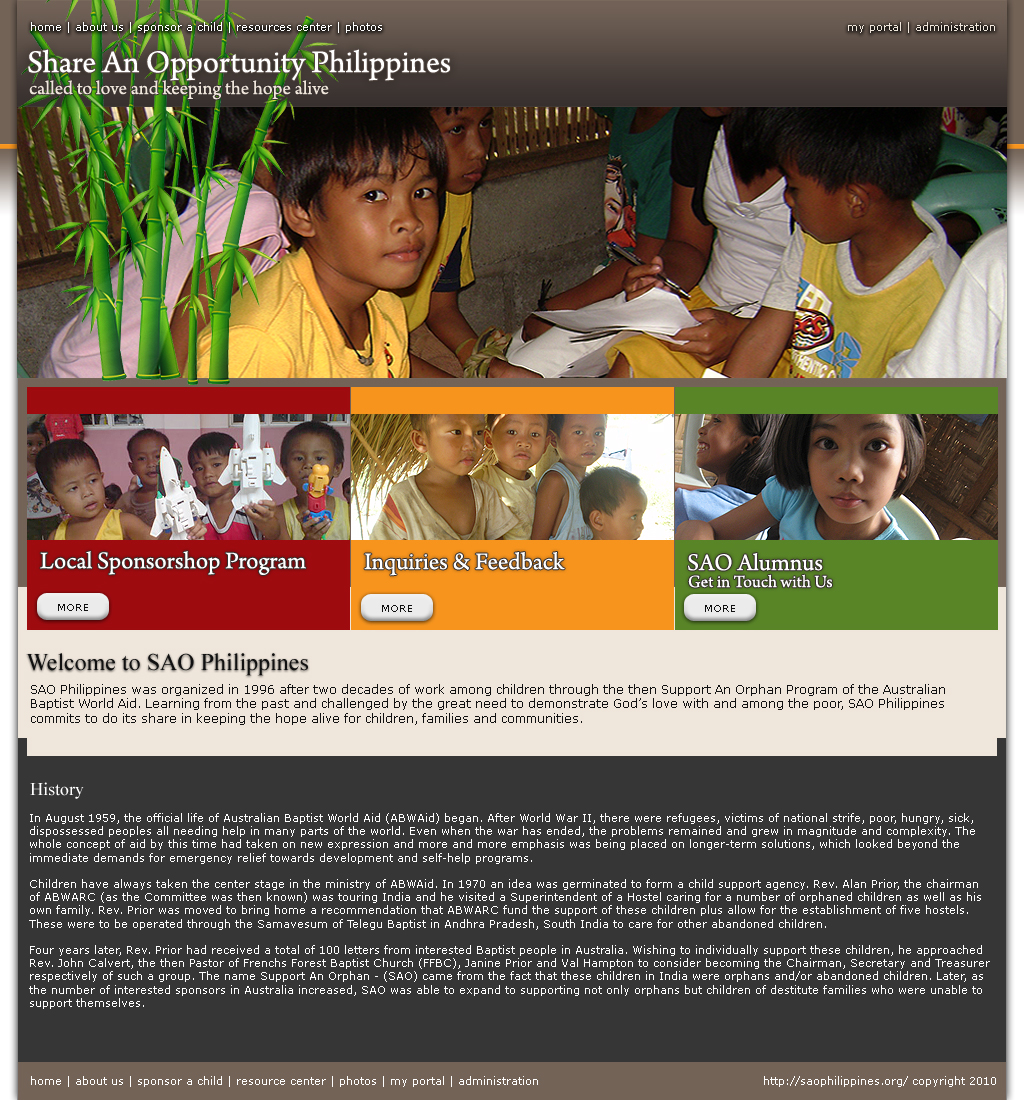 home | about us | sponsor a child | resources center | photos
my portal | administration
Share An Opportunity Philippines
called to love and keeping the hope alive
Local Sponsorshop Program
MORE
Inquiries & Feedback
MORE
SAO Alumnus
Get in Touch with Us
MORE
Welcome to SAO Philippines
SAO Philippines was organized in 1996 after two decades of work among children through the then Support An Orphan Program of the Australian
Baptist World Aid. Learning from the past and challenged by the great need to demonstrate God's love with and among the poor, SAO Philippines
commits to do its share in keeping the hope alive for children, families and communities.
History
In August 1959, the official life of Australian Baptist World Aid (ABWAid) began. After World War II, there were refugees, victims of national strife, poor, hungry, sick,
dispossessed peoples all needing help in many parts of the world. Even when the war has ended, the problems remained and grew in magnitude and complexity. The
whole concept of aid by this time had taken on new expression and more and more emphasis was being placed on longer-term solutions, which looked beyond the
immediate demands for emergency relief towards development and self-help programs.
Children have always taken the center stage in the ministry of ABWAid. In 1970 an idea was germinated to form a child support agency. Rev. Alan Prior, the chairman
of ABWARC (as the Committee was then known) was touring India and he visited a Superintendent of a Hostel caring for a number of orphaned children as well as his
own family. Rev. Prior was moved to bring home a recommendation that ABWARC fund the support of these children plus allow for the establishment of five hostels.
These were to be operated through the Samavesum of Telegu Baptist in Andhra Pradesh, South India to care for other abandoned children.
Four years later, Rev. Prior had received a total of 100 letters from interested Baptist people in Australia. Wishing to individually support these children, he approached
Rev. John Calvert, the then Pastor of Frenchs Forest Baptist Church (FFBC), Janine Prior and Val Hampton to consider becoming the Chairman, Secretary and Treasurer
respectively of such a group. The name Support An Orphan - (SAO) came from the fact that these children in India were orphans and/or abandoned children. Later, as
the number of interested sponsors in Australia increased, SAO was able to expand to supporting not only orphans but children of destitute families who were unable to
support themselves.
home | about us | sponsor a child | resource center | photos | my portal | administration
http://saophilippines.org/ copyright 2010